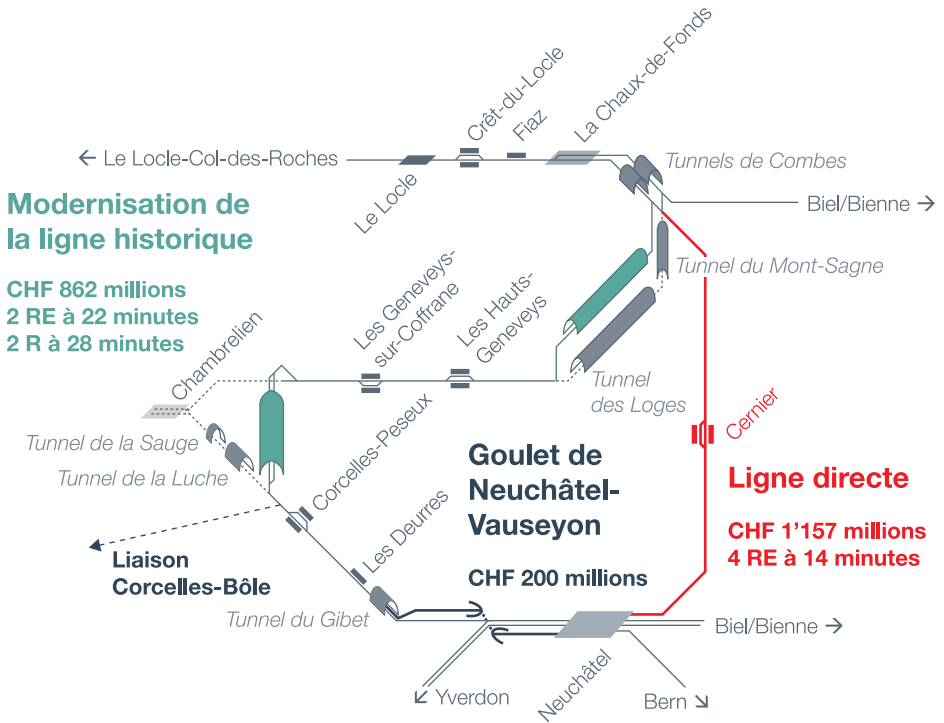 Crêt-du-Locle
Fiaz
La Chaux-de-Fonds
← Le Locle-Col-des-Roches
Le Locle
Tunnels de Combes
Biel/Bienne →
Modernisation de
la ligne historique
CHF 862 millions
2 RE à 22 minutes
2 R à 28 minutes
Tunnel du Mont-Sagne
Les Geneveys-
sur-Coffrane
Les Hauts-
Geneveys
Chambrelien
Tunnel
des Loges
Cernier
Tunnel de la Sauge
Tunnel de la Luche
Corcelles-Peseux
Goulet de
Neuchâtel-
Vauseyon
CHF 200 millions
Ligne directe
CHF 1’157 millions
4 RE à 14 minutes
Les Deurres
Liaison
Corcelles-Bôle
Tunnel du Gibet
Biel/Bienne →
↙ Yverdon
Neuchâtel
Bern ↘